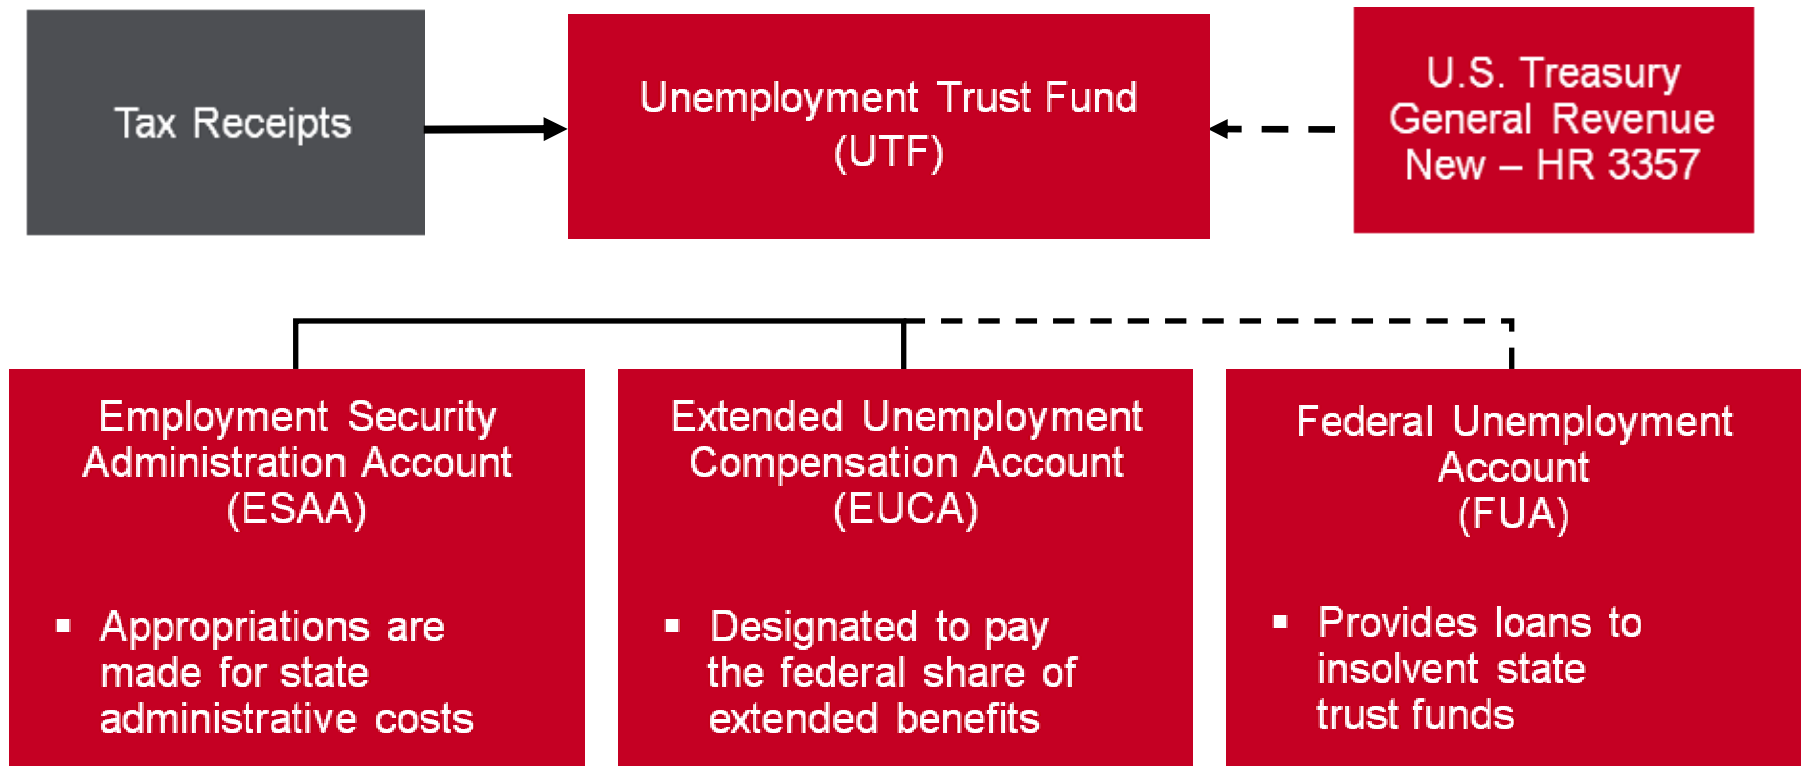 Tax Receipts
Unemployment Trust Fund
(UTF)
U.S. Treasury
General Revenue
New – HR 3357
Employment Security
Administration Account
(ESAA)
▪ Appropriations are
made for state
administrative costs
Extended Unemployment
Compensation Account
(EUCA)
▪ Designated to pay
the federal share of
extended benefits
Federal Unemployment
Account
(FUA)
▪ Provides loans to
insolvent state
trust funds